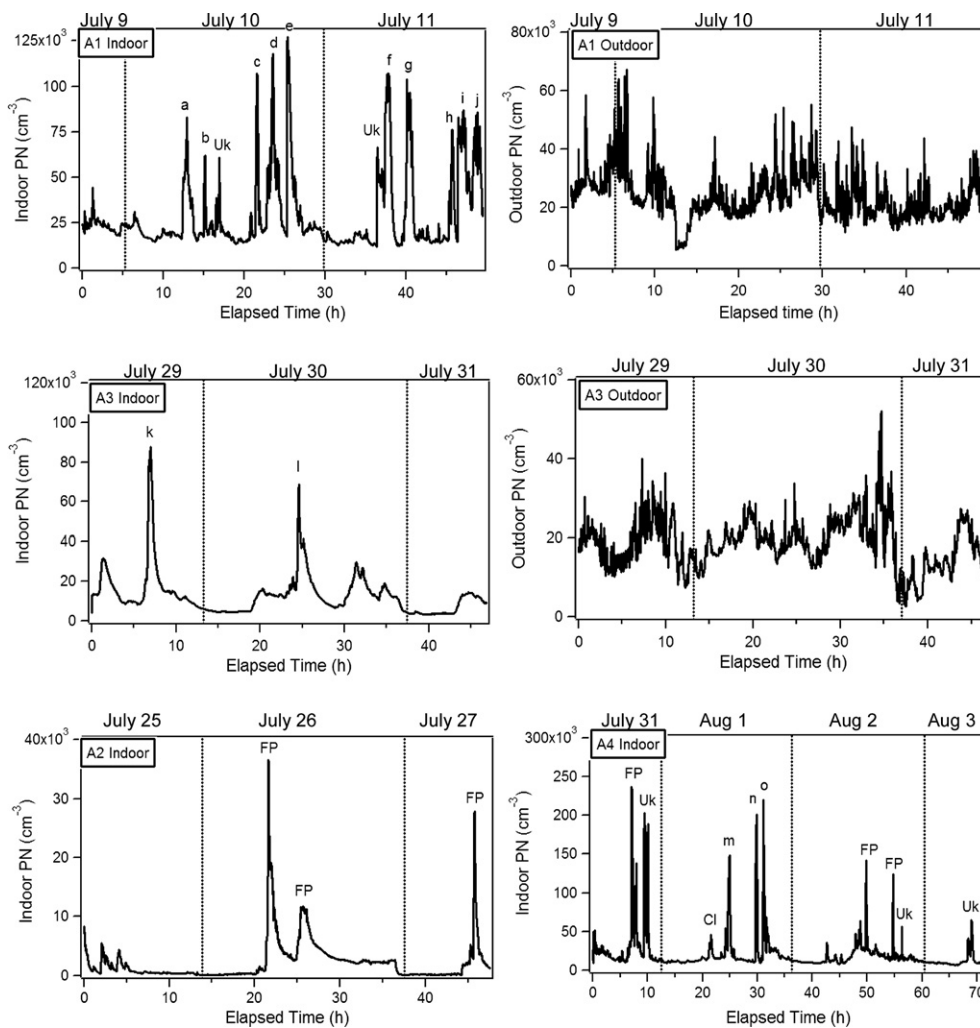 July 9 July 10 July 11
125x10³
A1 Indoor
100
75
50
25
0
Indoor PN (cm⁻³)
a b Uk c d e Uk f g h i j
0 10 20 30 40
Elapsed Time (h)
July 9 July 10 July 11
80x10³
A1 Outdoor
60
40
20
0
Outdoor PN (cm⁻³)
0 10 20 30 40
Elapsed time (h)
July 29 July 30 July 31
120x10³
A3 Indoor
100
80
60
40
20
0
Indoor PN (cm⁻³)
k l
0 10 20 30 40
Elapsed Time (h)
July 29 July 30 July 31
60x10³
A3 Outdoor
40
20
0
Outdoor PN (cm⁻³)
0 10 20 30 40
Elapsed Time (h)
July 25 July 26 July 27
40x10³
A2 Indoor
30
20
10
0
Indoor PN (cm⁻³)
FP FP FP
0 10 20 30 40
Elapsed Time (h)
July 31 Aug 1 Aug 2 Aug 3
300x10³
A4 Indoor
250
200
150
100
50
0
Indoor PN (cm⁻³)
FP Uk Cl m n o FP FP Uk Uk
0 10 20 30 40 50 60 70
Elapsed Time (h)